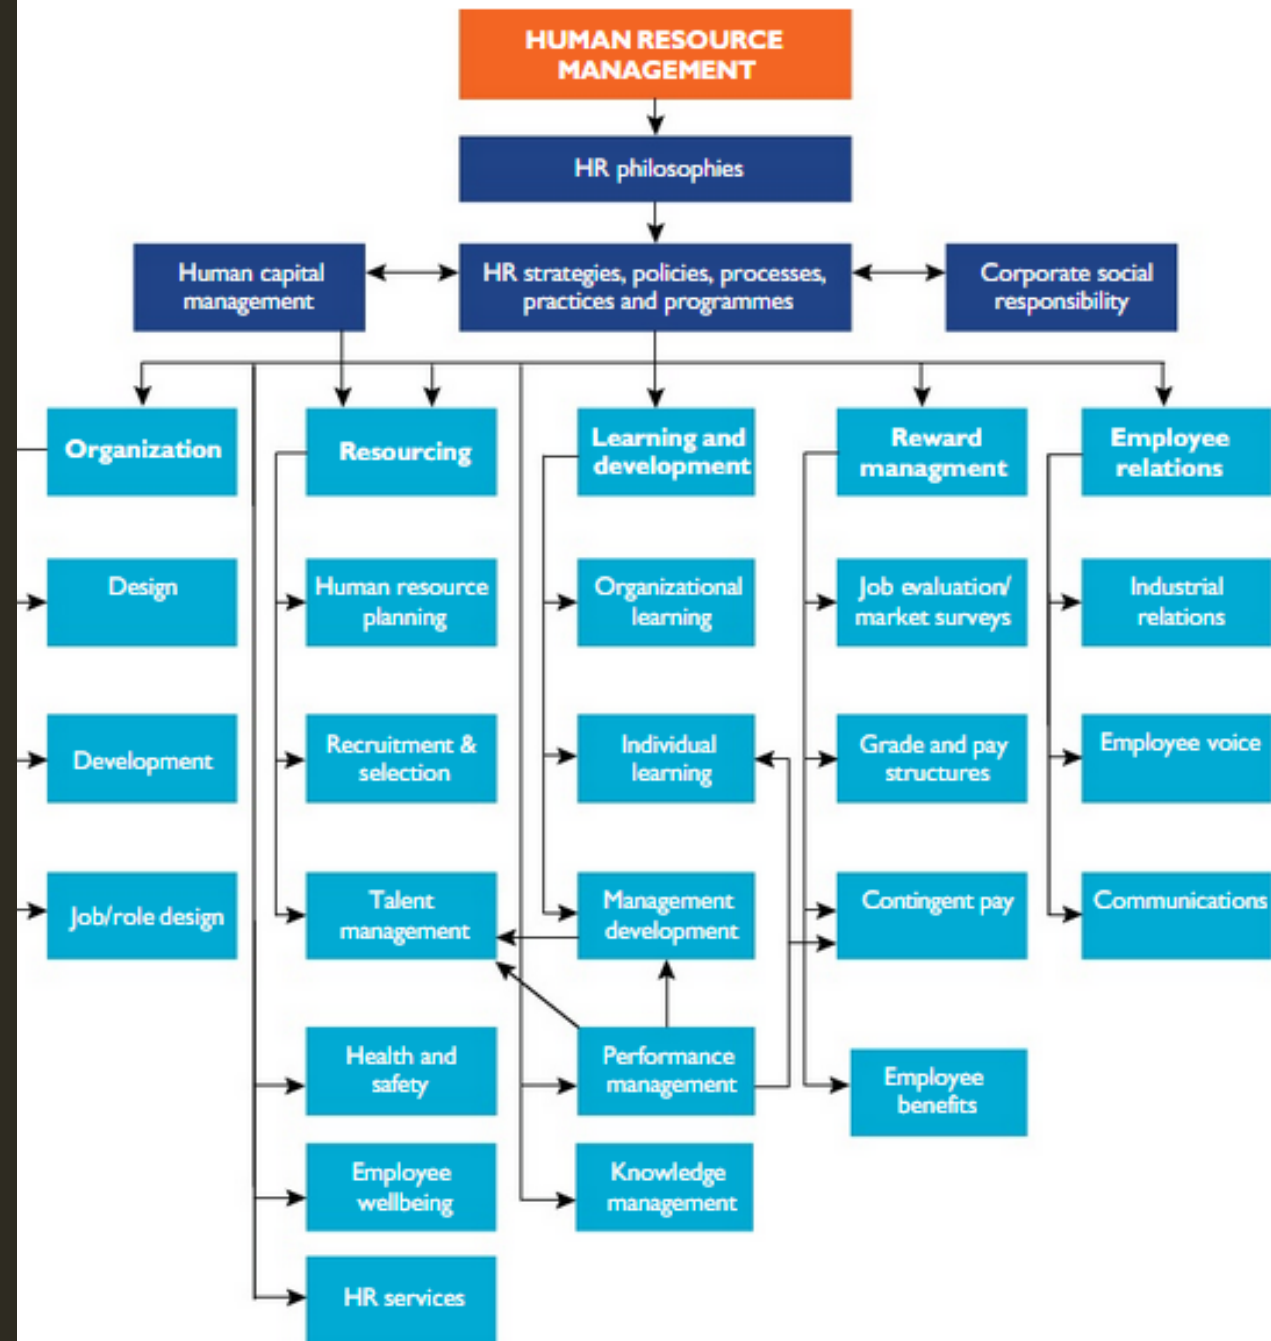 HUMAN RESOURCE
MANAGEMENT
HR philosophies
Human capital
management
HR strategies, policies, processes,
practices and programmes
Corporate social
responsibility
Organization
Resourcing
Learning and
development
Reward
managment
Employee
relations
Design
Human resource
planning
Organizational
learning
Job evaluation/
market surveys
Industrial
relations
Development
Recruitment &
selection
Individual
learning
Grade and pay
structures
Employee voice
Job/role design
Talent
management
Management
development
Contingent pay
Communications
Health and
safety
Performance
management
Employee
benefits
Employee
wellbeing
Knowledge
management
HR services